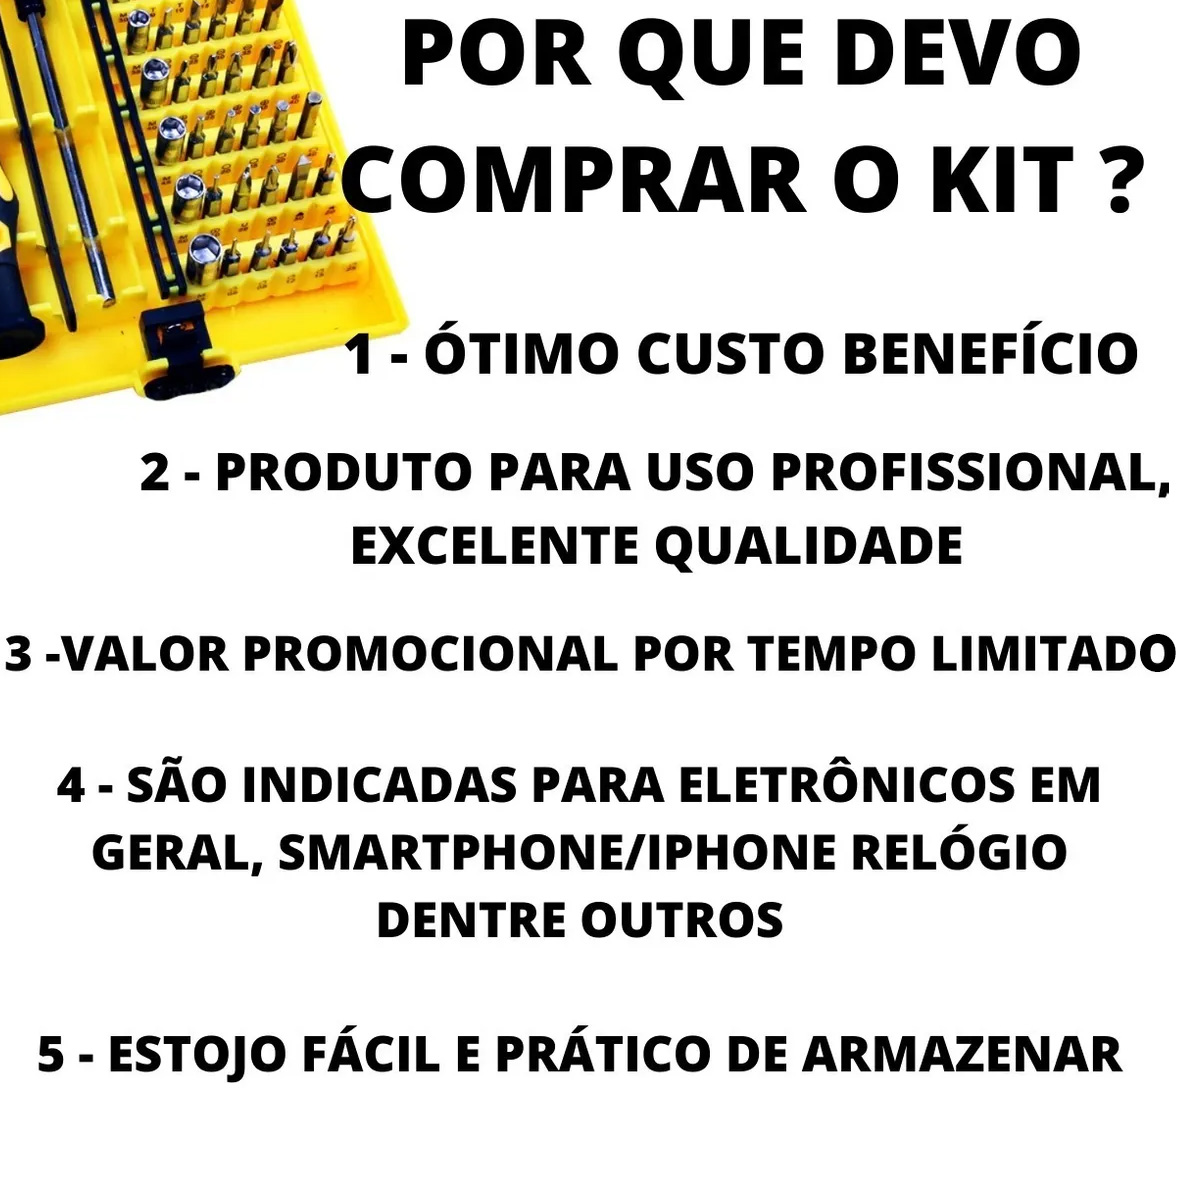 POR QUE DEVO
COMPRAR O KIT ?
1 - ÓTIMO CUSTO BENEFÍCIO
2 - PRODUTO PARA USO PROFISSIONAL,
EXCELENTE QUALIDADE
3 -VALOR PROMOCIONAL POR TEMPO LIMITADO
4 - SÃO INDICADAS PARA ELETRÔNICOS EM
GERAL, SMARTPHONE/IPHONE RELÓGIO
DENTRE OUTROS
5 - ESTOJO FÁCIL E PRÁTICO DE ARMAZENAR